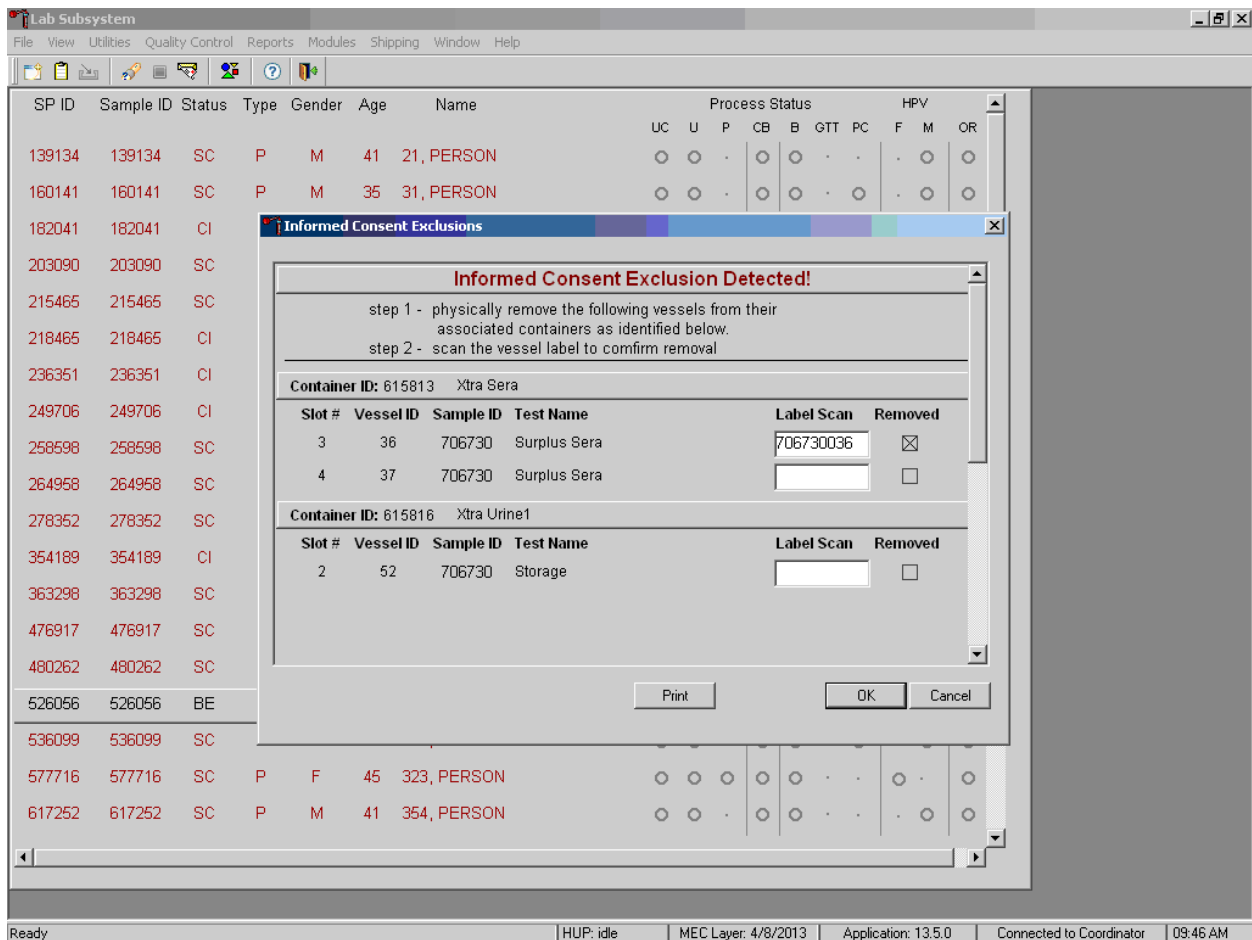 Lab Subsystem
File View Utilities Quality Control Reports Modules Shipping Window Help
SP ID Sample ID Status Type Gender Age Name Process Status HPV
UC U P CB B GTT PC F M OR
139134 139134 SC P M 41 21, PERSON
160141 160141 SC P M 35 31, PERSON
182041 182041 CI
203090 203090 SC
215465 215465 SC
218465 218465 CI
236351 236351 CI
249706 249706 CI
258598 258598 SC
264958 264958 SC
278352 278352 SC
354189 354189 CI
363298 363298 SC
476917 476917 SC
480262 480262 SC
526056 526056 BE
536099 536099 SC
577716 577716 SC P F 45 323, PERSON
617252 617252 SC P M 41 354, PERSON
Informed Consent Exclusions
Informed Consent Exclusion Detected!
step 1 - physically remove the following vessels from their
associated containers as identified below.
step 2 - scan the vessel label to comfirm removal
Container ID: 615813 Xtra Sera
Slot # Vessel ID Sample ID Test Name Label Scan Removed
3 36 706730 Surplus Sera 706730036
4 37 706730 Surplus Sera
Container ID: 615816 Xtra Urine1
Slot # Vessel ID Sample ID Test Name Label Scan Removed
2 52 706730 Storage
Print OK Cancel
Ready HUP: idle MEC Layer: 4/8/2013 Application: 13.5.0 Connected to Coordinator 09:46 AM